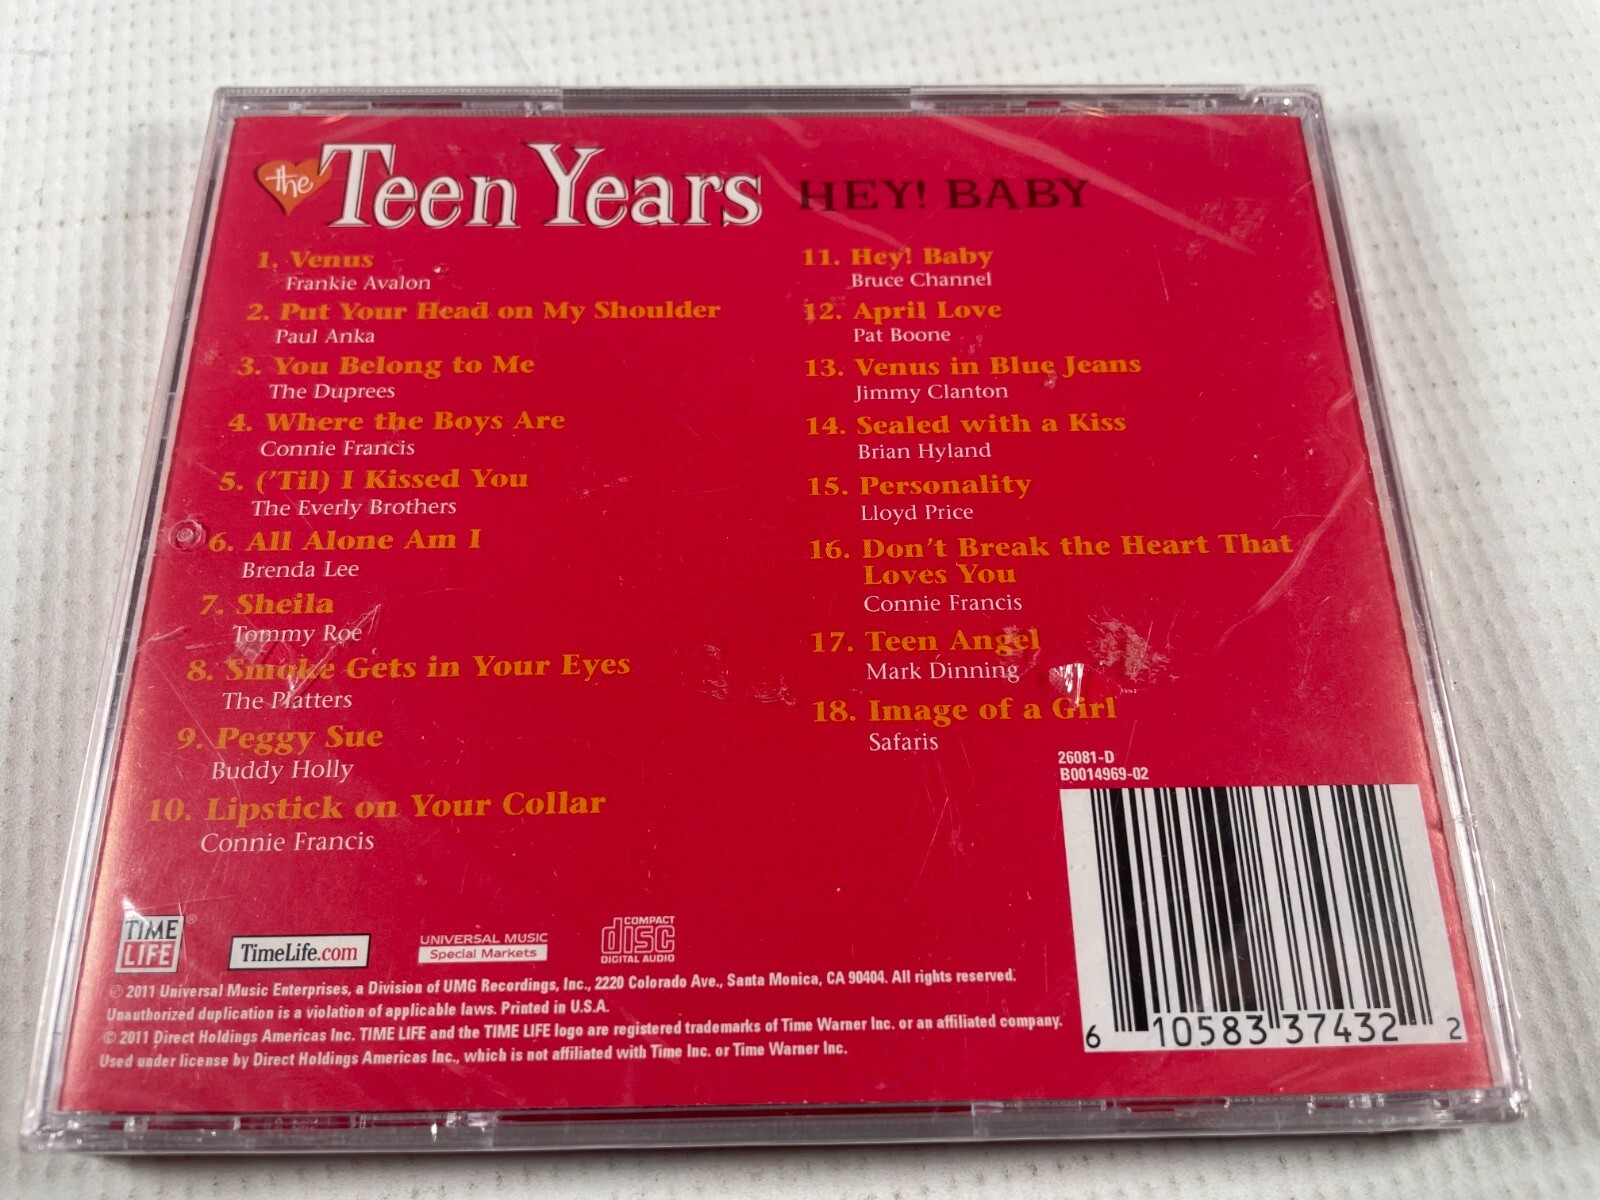 the Teen Years HEY! BABY
1. Venus
Frankie Avalon
2. Put Your Head on My Shoulder
Paul Anka
3. You Belong to Me
The Duprees
4. Where the Boys Are
Connie Francis
5. ('Til) I Kissed You
The Everly Brothers
6. All Alone Am I
Brenda Lee
7. Sheila
Tommy Roe
8. Smoke Gets in Your Eyes
The Platters
9. Peggy Sue
Buddy Holly
10. Lipstick on Your Collar
Connie Francis
11. Hey! Baby
Bruce Channel
12. April Love
Pat Boone
13. Venus in Blue Jeans
Jimmy Clanton
14. Sealed with a Kiss
Brian Hyland
15. Personality
Lloyd Price
16. Don't Break the Heart That
Loves You
Connie Francis
17. Teen Angel
Mark Dinning
18. Image of a Girl
Safaris
26081-D
B0014969-02
6 10583 37432 2
TIME
LIFE ®
TimeLife.com
UNIVERSAL MUSIC
Special Markets
COMPACT
disc
DIGITAL AUDIO
℗ 2011 Universal Music Enterprises, a Division of UMG Recordings, Inc., 2220 Colorado Ave., Santa Monica, CA 90404. All rights reserved.
Unauthorized duplication is a violation of applicable laws. Printed in U.S.A.
© 2011 Direct Holdings Americas Inc. TIME LIFE and the TIME LIFE logo are registered trademarks of Time Warner Inc. or an affiliated company.
Used under license by Direct Holdings Americas Inc., which is not affiliated with Time Inc. or Time Warner Inc.